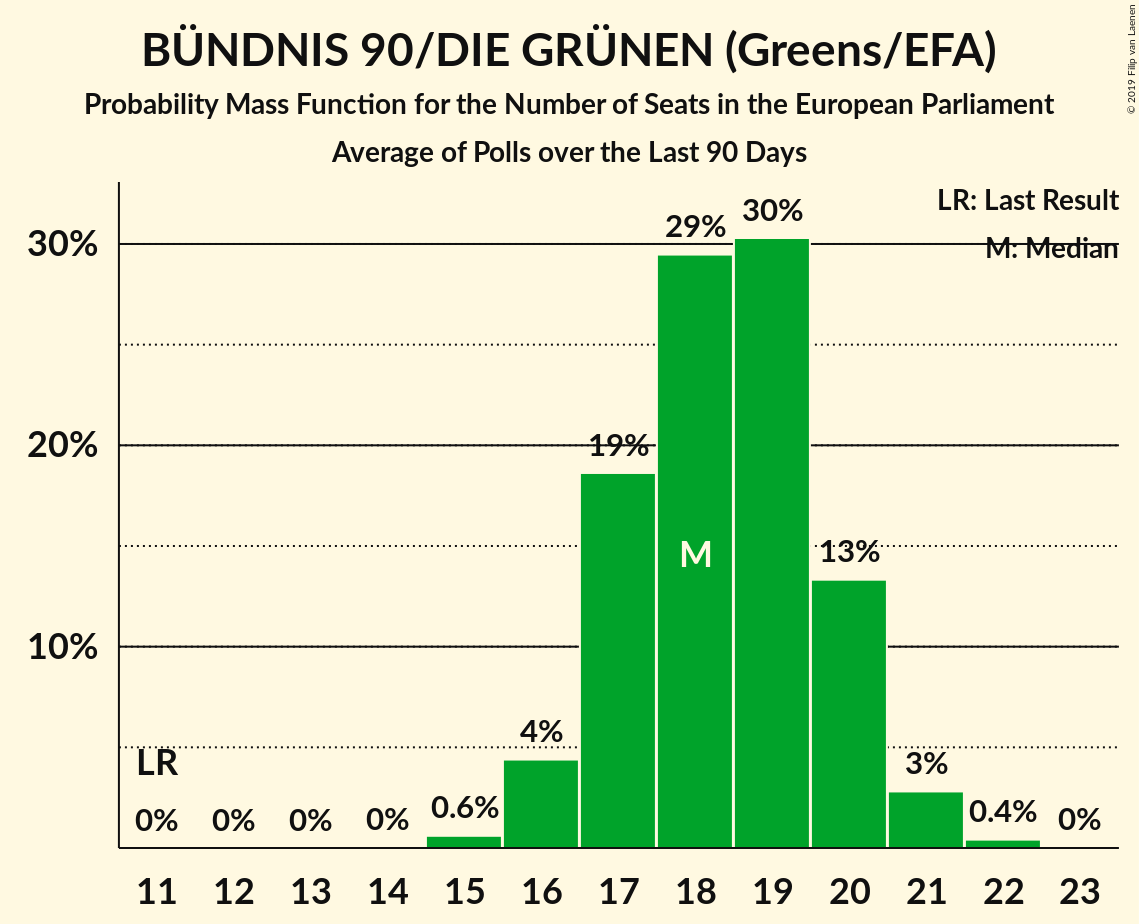 BÜNDNIS 90/DIE GRÜNEN (Greens/EFA)
Probability Mass Function for the Number of Seats in the European Parliament
Average of Polls over the Last 90 Days
© 2019 Filip van Laenen
LR: Last Result
M: Median
30%
20%
10%
LR
0%
0%
0%
0%
0.6%
4%
19%
29%
30%
13%
3%
0.4%
0%
M
11 12 13 14 15 16 17 18 19 20 21 22 23